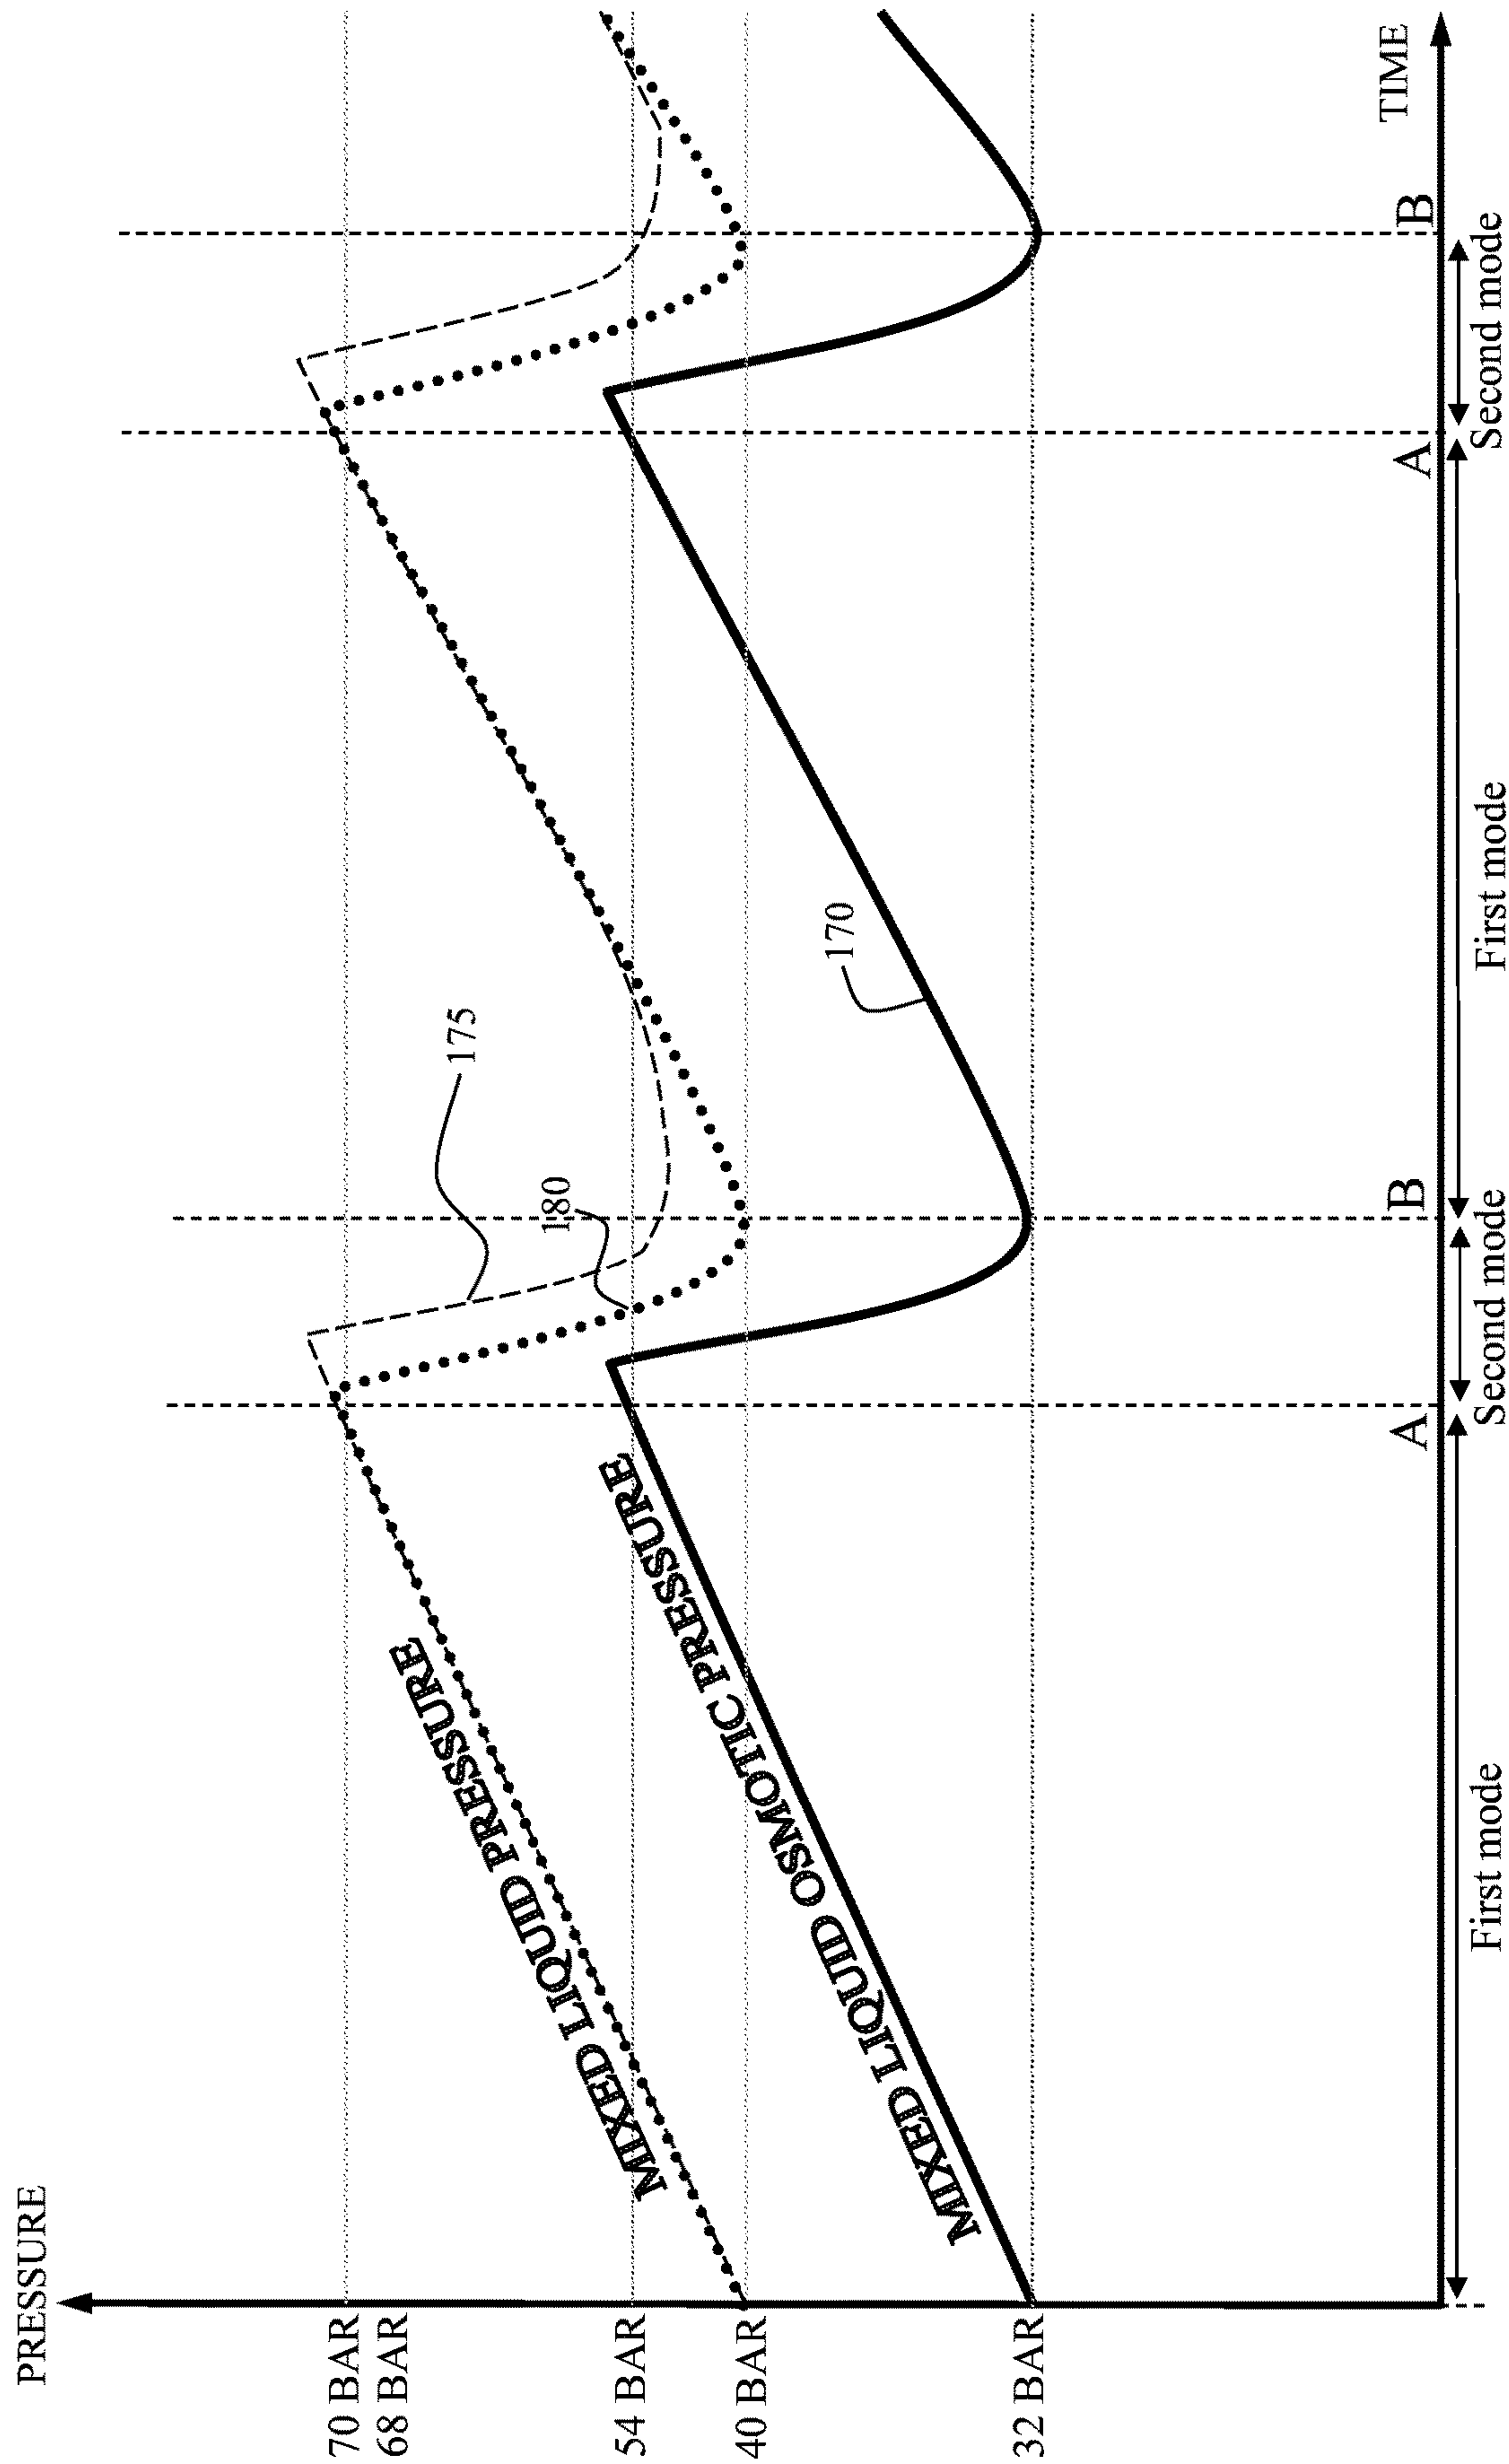 PRESSURE
70 BAR
68 BAR
54 BAR
40 BAR
32 BAR
MIXED LIQUID PRESSURE
MIXED LIQUID OSMOTIC PRESSURE
175
180
170
A
B
A
B
TIME
First mode
Second mode
First mode
Second mode